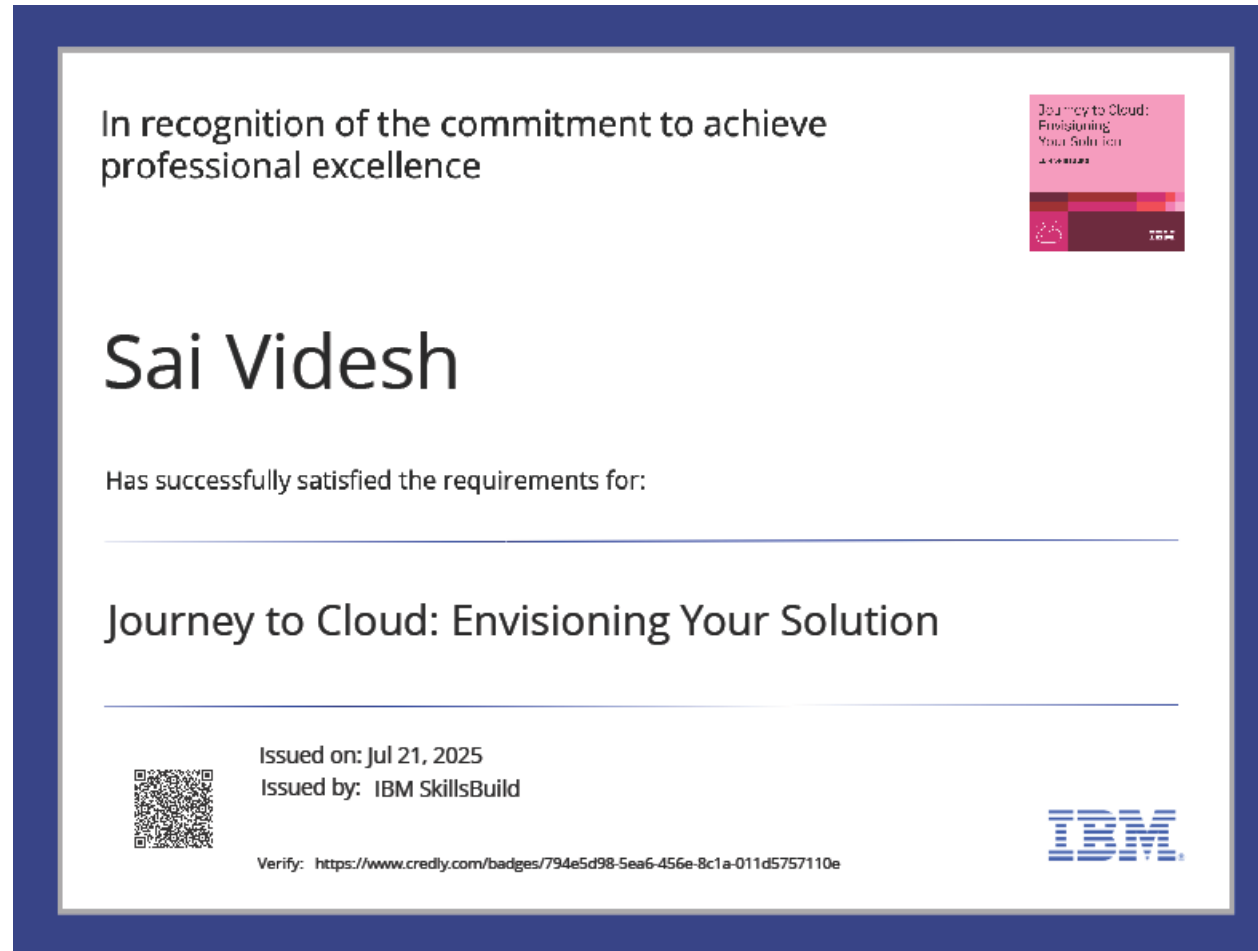 In recognition of the commitment to achieve
professional excellence
Journey to Cloud:
Envisioning
Your Solution
IBM
Sai Videsh
Has successfully satisfied the requirements for:
Journey to Cloud: Envisioning Your Solution
Issued on: Jul 21, 2025
Issued by: IBM SkillsBuild
Verify: https://www.credly.com/badges/794e5d98-5ea6-456e-8c1a-011d5757110e
IBM